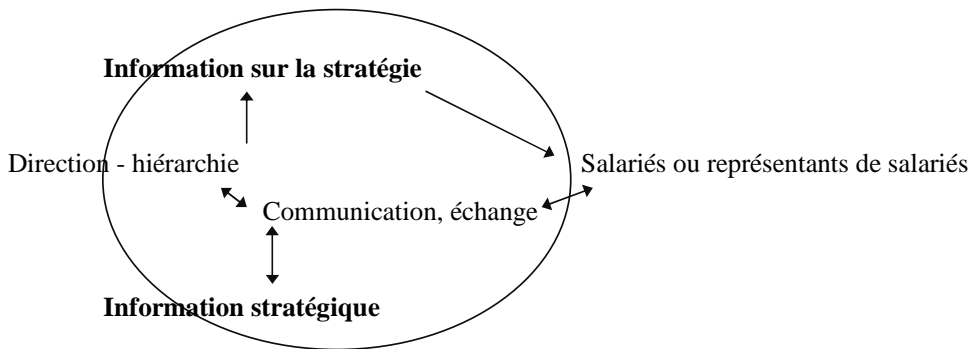 Information sur la stratégie
Direction - hiérarchie
Salariés ou représentants de salariés
Communication, échange
Information stratégique